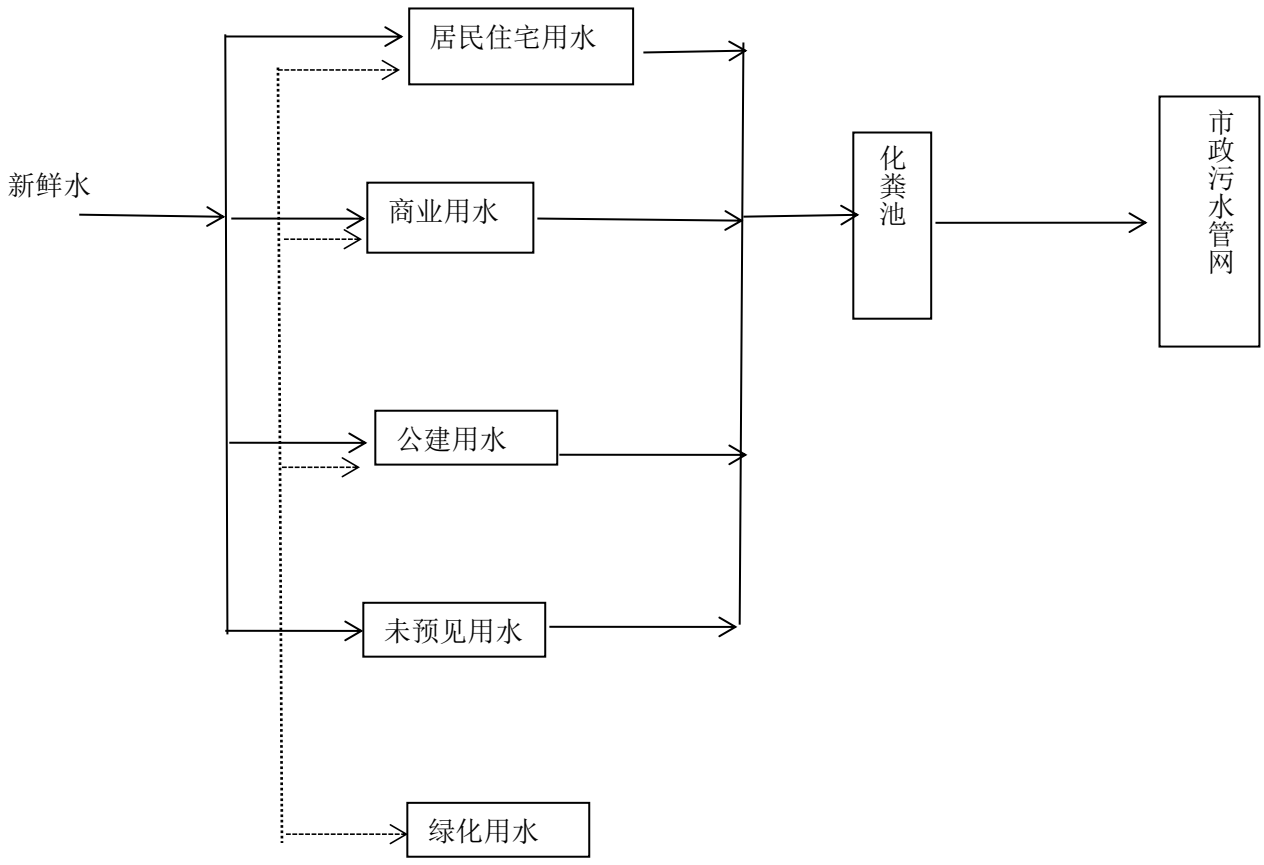 居民住宅用水
新鲜水
商业用水
化粪池
市政污水管网
公建用水
未预见用水
绿化用水